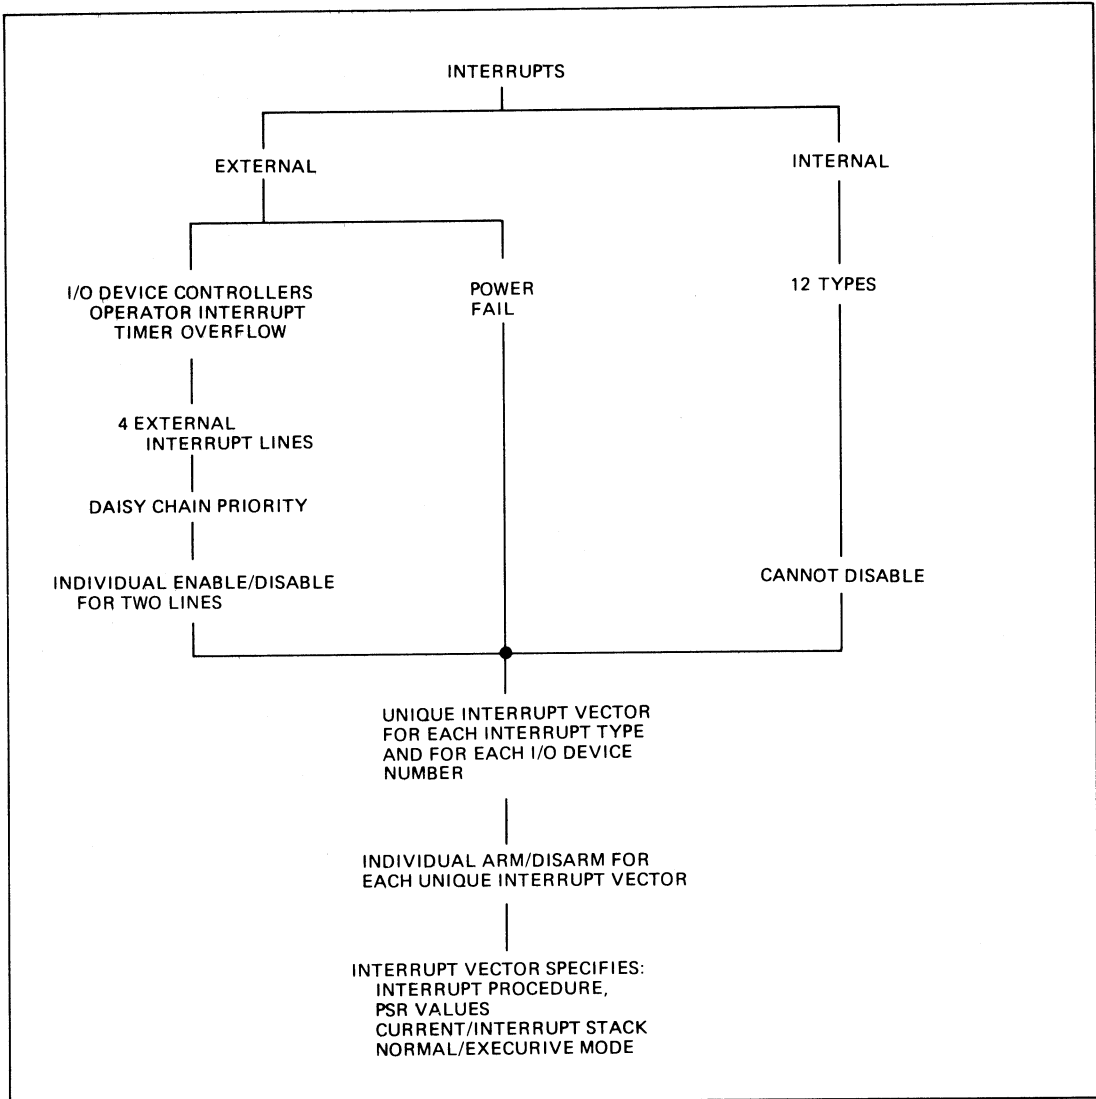 INTERRUPTS
EXTERNAL
INTERNAL
I/O DEVICE CONTROLLERS
OPERATOR INTERRUPT
TIMER OVERFLOW
POWER
FAIL
12 TYPES
4 EXTERNAL
INTERRUPT LINES
DAISY CHAIN PRIORITY
INDIVIDUAL ENABLE/DISABLE
FOR TWO LINES
CANNOT DISABLE
UNIQUE INTERRUPT VECTOR
FOR EACH INTERRUPT TYPE
AND FOR EACH I/O DEVICE
NUMBER
INDIVIDUAL ARM/DISARM FOR
EACH UNIQUE INTERRUPT VECTOR
INTERRUPT VECTOR SPECIFIES:
INTERRUPT PROCEDURE,
PSR VALUES
CURRENT/INTERRUPT STACK
NORMAL/EXECURIVE MODE